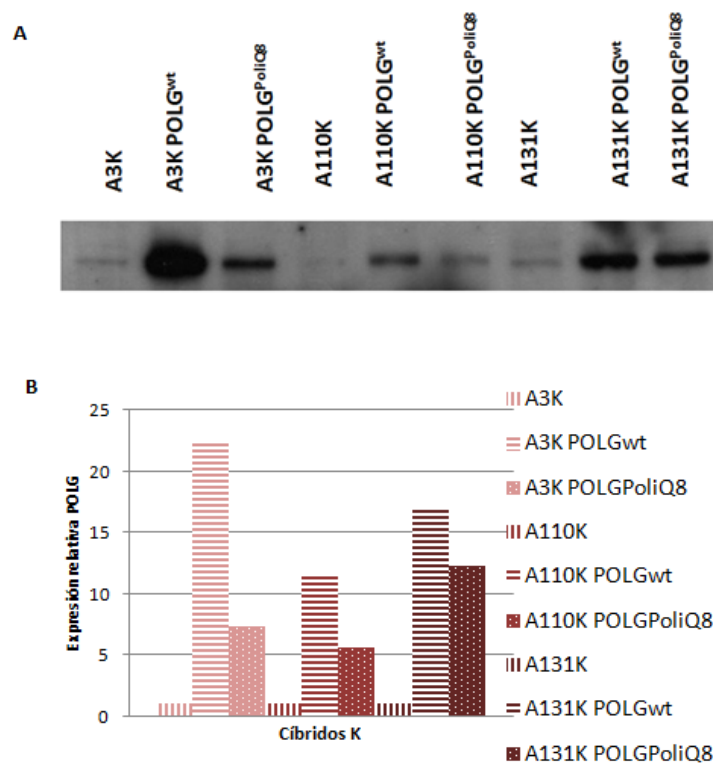 A
A3K
A3K POLGwt
A3K POLGPoliQ8
A110K
A110K POLGwt
A110K POLGPoliQ8
A131K
A131K POLGwt
A131K POLGPoliQ8
B
25
20
15
10
5
0
Expresión relativa POLG
Cíbridos K
A3K
A3K POLGwt
A3K POLGPoliQ8
A110K
A110K POLGwt
A110K POLGPoliQ8
A131K
A131K POLGwt
A131K POLGPoliQ8